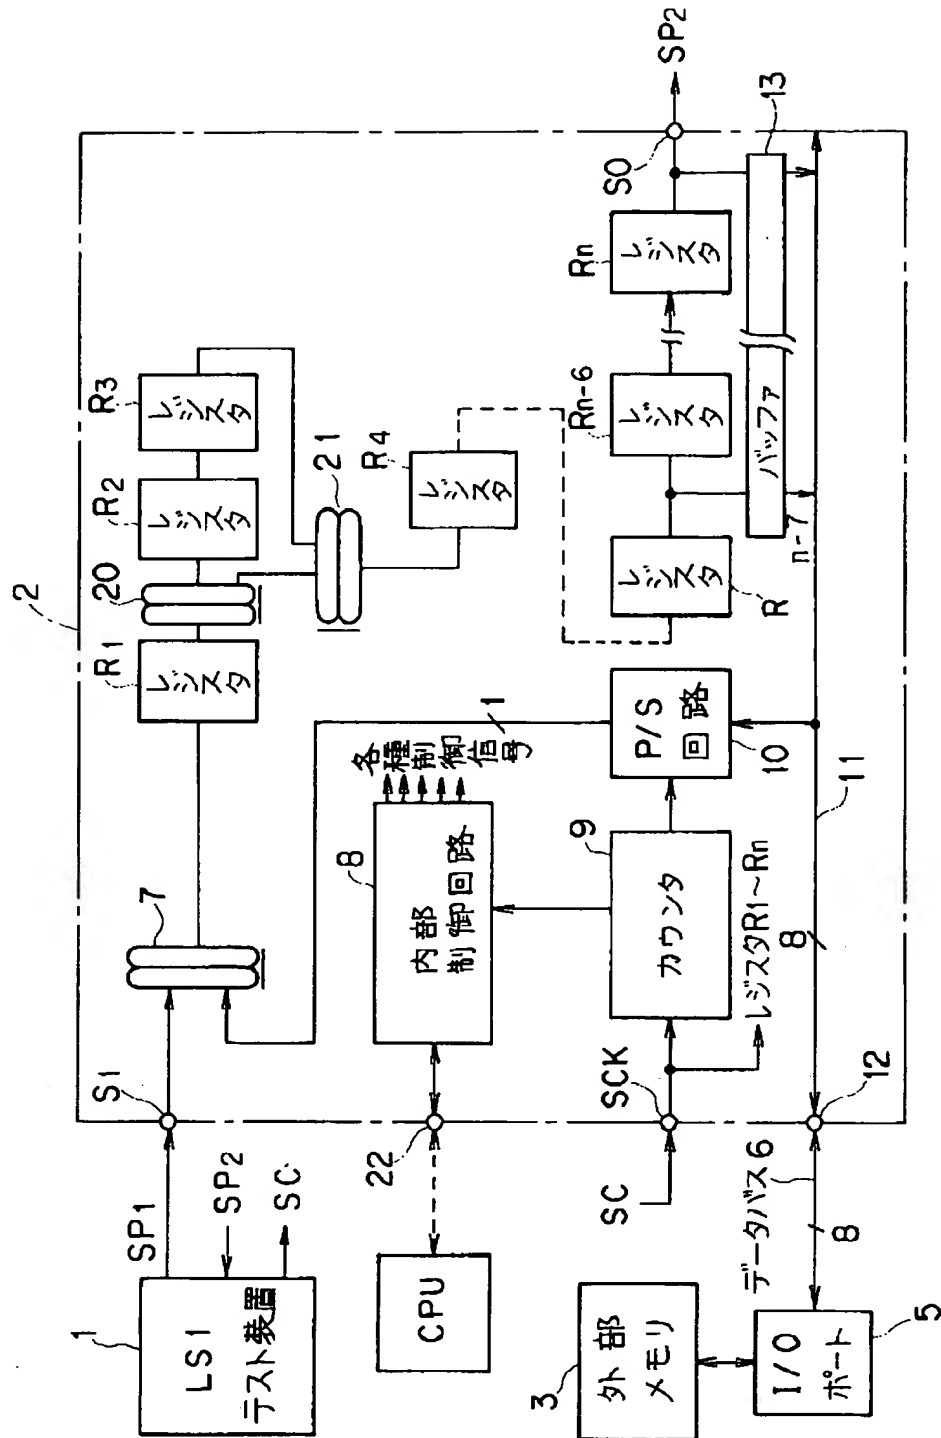 2
R1
レジスタ
20
R2
レジスタ
R3
レジスタ
21
R4
レジスタ
7
S1
SP1
1
LSI
テスト装置
SP2
SC
22
CPU
8
内部
制御回路
各種制御信号
1
SCK
SC
9
カウンタ
レジスタR1~Rn
P/S
回路
10
R
n-7
レジスタ
Rn-6
レジスタ
Rn
レジスタ
SO
SP2
バッファ
13
11
8
12
データバス6
8
3
外部
メモリ
I/O
ポート
5